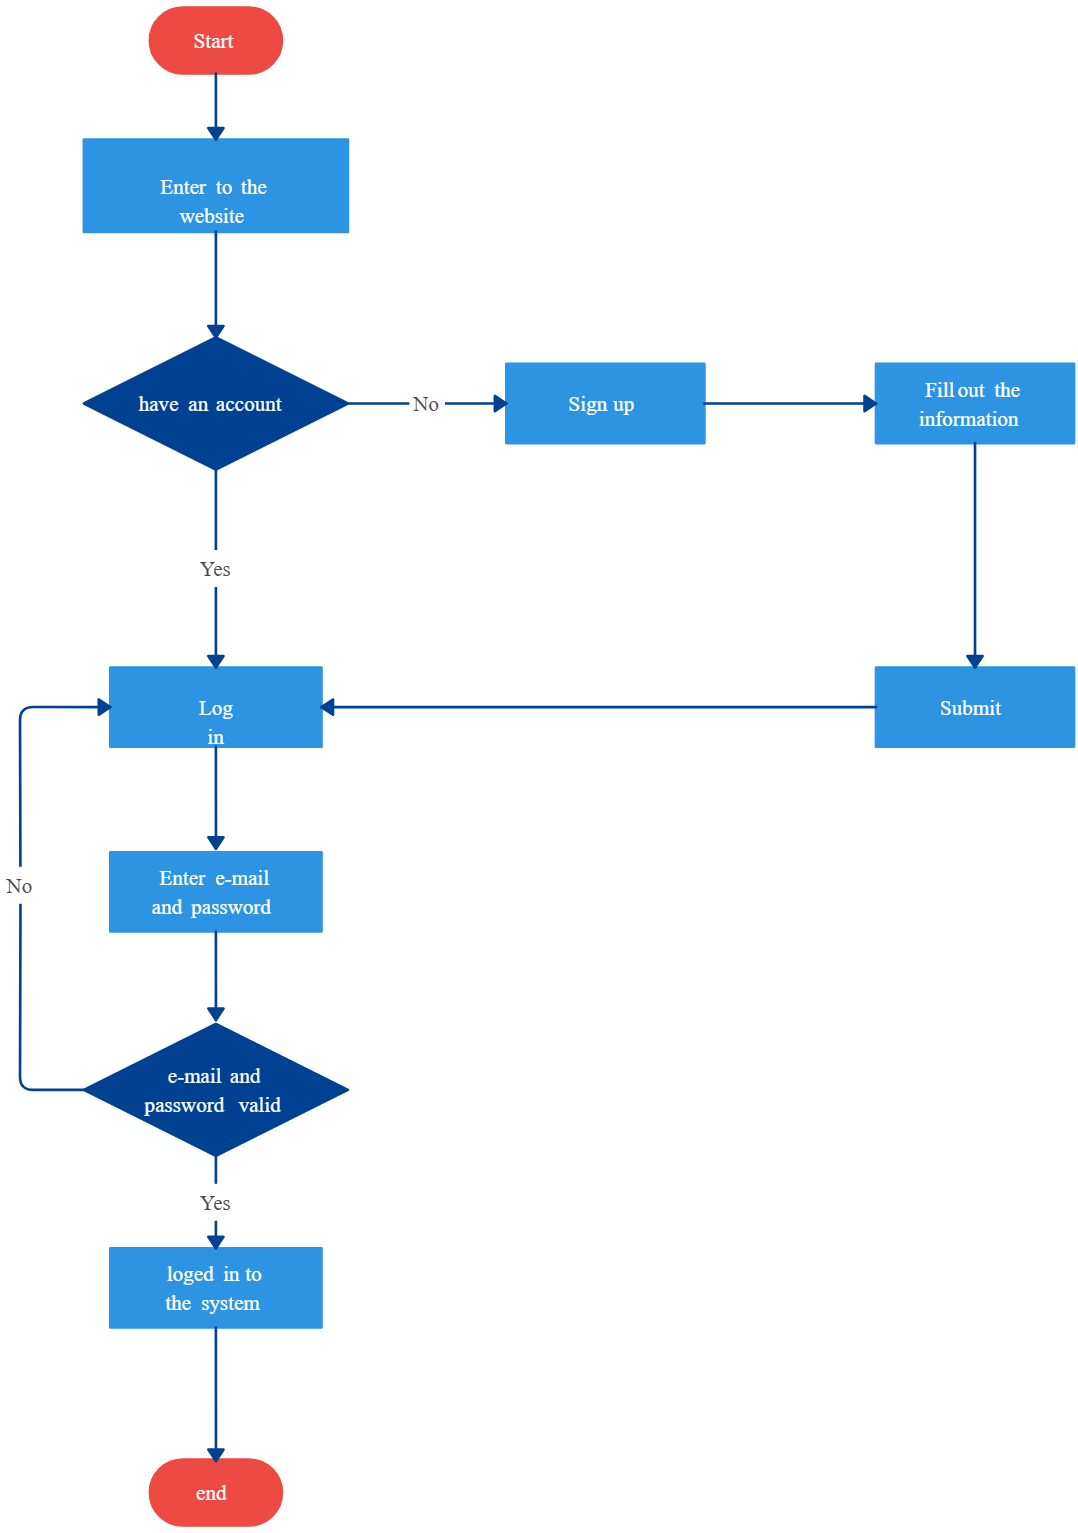 Start
Enter to the
website
have an account
No
Sign up
Fill out the
information
Yes
Log
in
Submit
Enter e-mail
and password
No
e-mail and
password valid
Yes
loged in to
the system
end